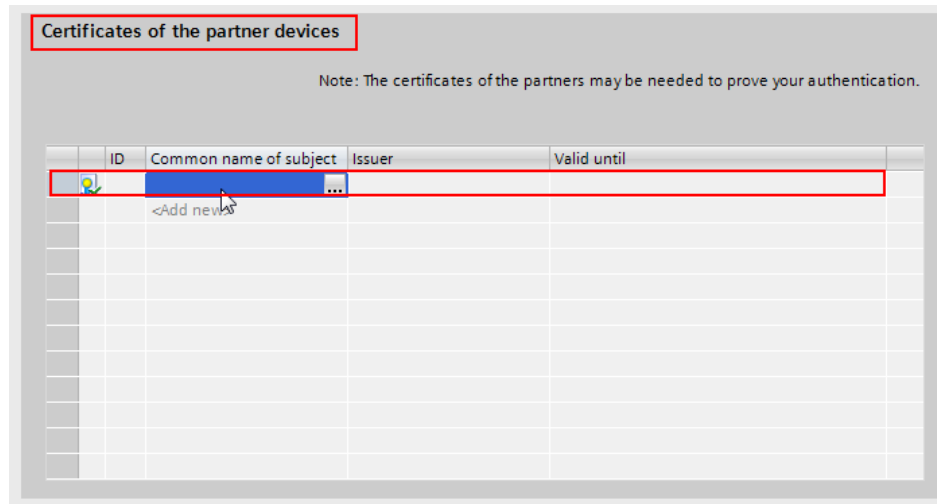 Certificates of the partner devices
Note: The certificates of the partners may be needed to prove your authentication.
ID Common name of subject Issuer Valid until
...
<Add new>